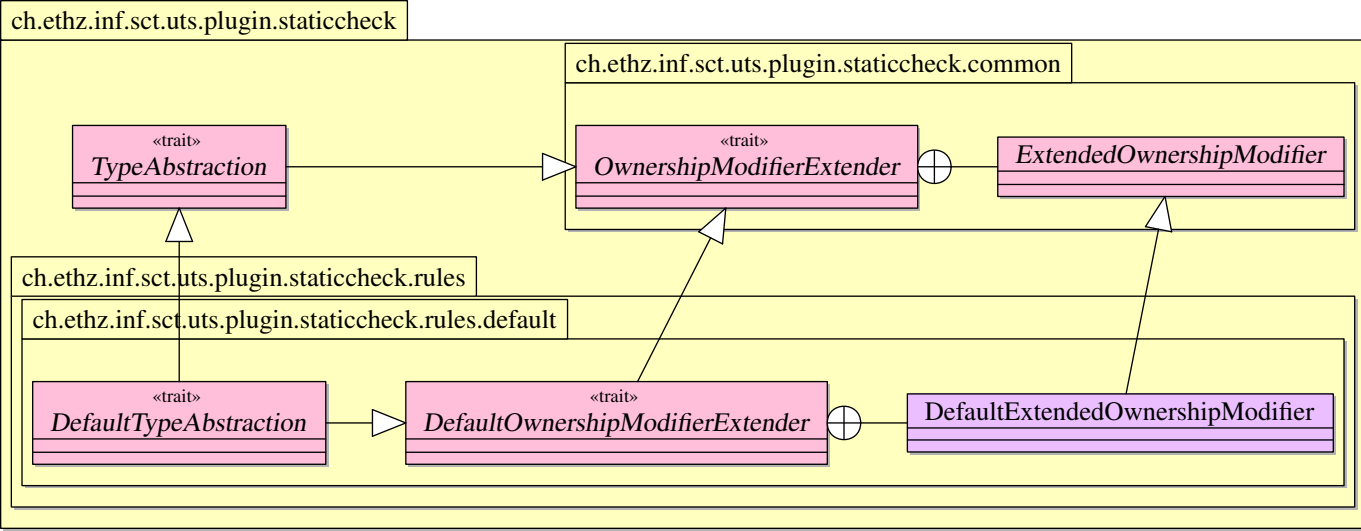 ch.ethz.inf.sct.uts.plugin.staticcheck
ch.ethz.inf.sct.uts.plugin.staticcheck.common
«trait»
TypeAbstraction
«trait»
OwnershipModifierExtender
ExtendedOwnershipModifier
ch.ethz.inf.sct.uts.plugin.staticcheck.rules
ch.ethz.inf.sct.uts.plugin.staticcheck.rules.default
«trait»
DefaultTypeAbstraction
«trait»
DefaultOwnershipModifierExtender
DefaultExtendedOwnershipModifier